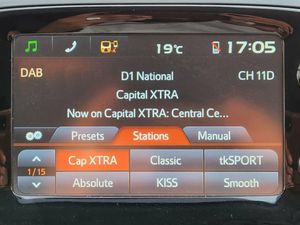 19°C 17:05
DAB D1 National CH 11D
Capital XTRA
Now on Capital XTRA: Central Ce...
Presets Stations Manual
Cap XTRA Classic tkSPORT
1/15
Absolute KISS Smooth